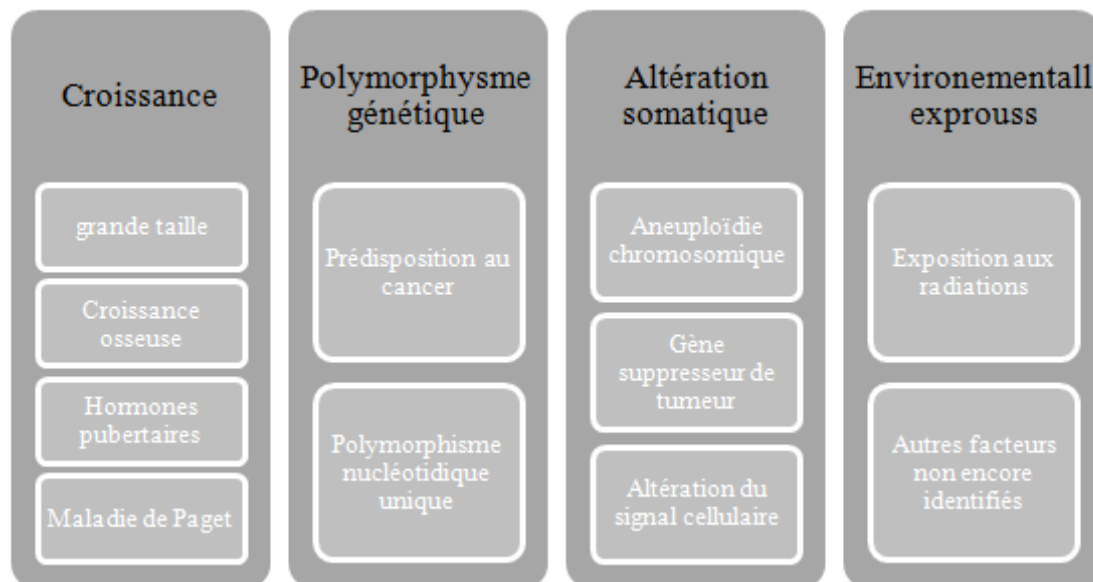 Croissance
grande taille
Croissance
osseuse
Hormones
pubertaires
Maladie de Paget
Polymorphysme
génétique
Prédisposition au
cancer
Polymorphisme
nucléotidique
unique
Altération
somatique
Aneuploïdie
chromosomique
Gène
suppresseur de
tumeur
Altération du
signal cellulaire
Environementall
exprouss
Exposition aux
radiations
Autres facteurs
non encore
identifiés